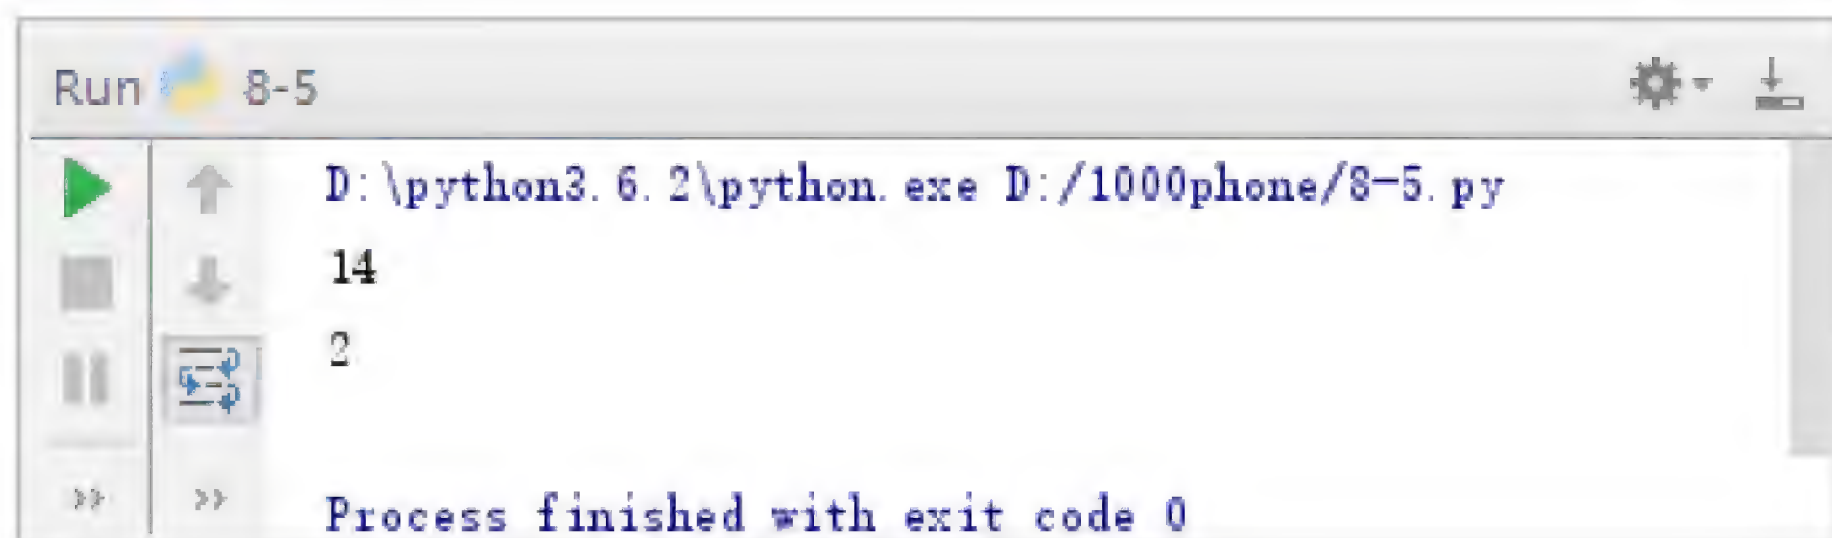 Run 8-5
D:\python3.6.2\python.exe D:/1000phone/8-5.py
14
2
Process finished with exit code 0